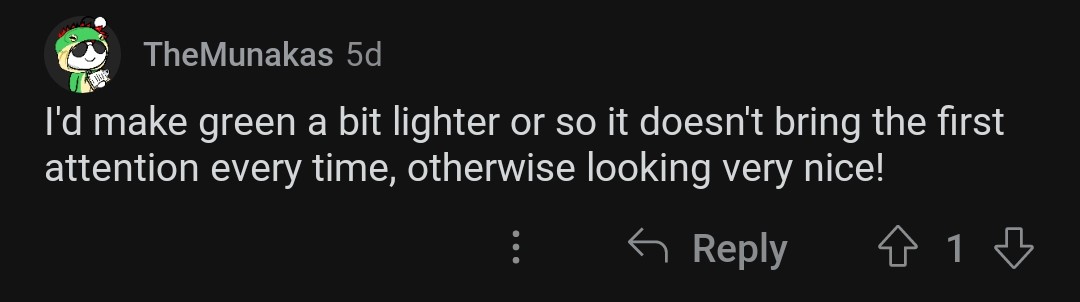 TheMunakas 5d
I'd make green a bit lighter or so it doesn't bring the first
attention every time, otherwise looking very nice!
Reply 1